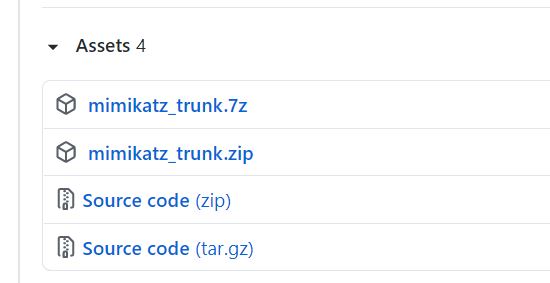 Assets 4
mimikatz_trunk.7z
mimikatz_trunk.zip
Source code (zip)
Source code (tar.gz)